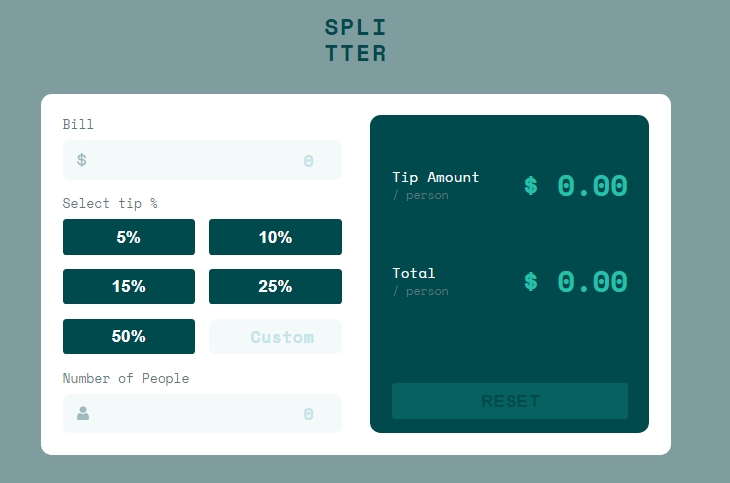 SPLI
TTER
Bill
$ 0
Select tip %
5% 10%
15% 25%
50% Custom
Number of People
0
Tip Amount
/ person
$ 0.00
Total
/ person
$ 0.00
RESET